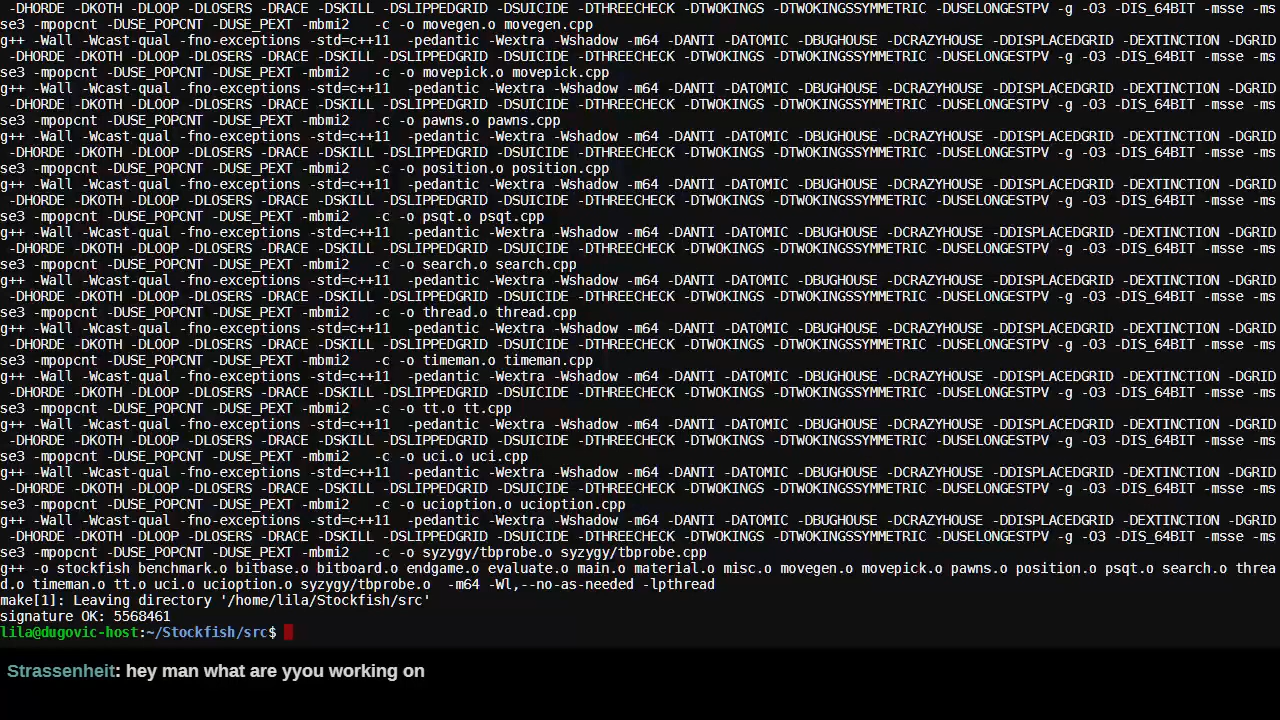 -DHORDE -DKOTH -DLOOP -DLOSERS -DRACE -DSKILL -DSLIPPEDGRID -DSUICIDE -DTHREECHECK -DTWOKINGS -DTWOKINGSSYMMETRIC -DUSELONGESTPV -g -O3 -DIS_64BIT -msse -ms
se3 -mpopcnt -DUSE_POPCNT -DUSE_PEXT -mbmi2   -c -o movegen.o movegen.cpp
g++ -Wall -Wcast-qual -fno-exceptions -std=c++11  -pedantic -Wextra -Wshadow -m64 -DANTI -DATOMIC -DBUGHOUSE -DCRAZYHOUSE -DDISPLACEDGRID -DEXTINCTION -DGRID
 -DHORDE -DKOTH -DLOOP -DLOSERS -DRACE -DSKILL -DSLIPPEDGRID -DSUICIDE -DTHREECHECK -DTWOKINGS -DTWOKINGSSYMMETRIC -DUSELONGESTPV -g -O3 -DIS_64BIT -msse -ms
se3 -mpopcnt -DUSE_POPCNT -DUSE_PEXT -mbmi2   -c -o movepick.o movepick.cpp
g++ -Wall -Wcast-qual -fno-exceptions -std=c++11  -pedantic -Wextra -Wshadow -m64 -DANTI -DATOMIC -DBUGHOUSE -DCRAZYHOUSE -DDISPLACEDGRID -DEXTINCTION -DGRID
 -DHORDE -DKOTH -DLOOP -DLOSERS -DRACE -DSKILL -DSLIPPEDGRID -DSUICIDE -DTHREECHECK -DTWOKINGS -DTWOKINGSSYMMETRIC -DUSELONGESTPV -g -O3 -DIS_64BIT -msse -ms
se3 -mpopcnt -DUSE_POPCNT -DUSE_PEXT -mbmi2   -c -o pawns.o pawns.cpp
g++ -Wall -Wcast-qual -fno-exceptions -std=c++11  -pedantic -Wextra -Wshadow -m64 -DANTI -DATOMIC -DBUGHOUSE -DCRAZYHOUSE -DDISPLACEDGRID -DEXTINCTION -DGRID
 -DHORDE -DKOTH -DLOOP -DLOSERS -DRACE -DSKILL -DSLIPPEDGRID -DSUICIDE -DTHREECHECK -DTWOKINGS -DTWOKINGSSYMMETRIC -DUSELONGESTPV -g -O3 -DIS_64BIT -msse -ms
se3 -mpopcnt -DUSE_POPCNT -DUSE_PEXT -mbmi2   -c -o position.o position.cpp
g++ -Wall -Wcast-qual -fno-exceptions -std=c++11  -pedantic -Wextra -Wshadow -m64 -DANTI -DATOMIC -DBUGHOUSE -DCRAZYHOUSE -DDISPLACEDGRID -DEXTINCTION -DGRID
 -DHORDE -DKOTH -DLOOP -DLOSERS -DRACE -DSKILL -DSLIPPEDGRID -DSUICIDE -DTHREECHECK -DTWOKINGS -DTWOKINGSSYMMETRIC -DUSELONGESTPV -g -O3 -DIS_64BIT -msse -ms
se3 -mpopcnt -DUSE_POPCNT -DUSE_PEXT -mbmi2   -c -o psqt.o psqt.cpp
g++ -Wall -Wcast-qual -fno-exceptions -std=c++11  -pedantic -Wextra -Wshadow -m64 -DANTI -DATOMIC -DBUGHOUSE -DCRAZYHOUSE -DDISPLACEDGRID -DEXTINCTION -DGRID
 -DHORDE -DKOTH -DLOOP -DLOSERS -DRACE -DSKILL -DSLIPPEDGRID -DSUICIDE -DTHREECHECK -DTWOKINGS -DTWOKINGSSYMMETRIC -DUSELONGESTPV -g -O3 -DIS_64BIT -msse -ms
se3 -mpopcnt -DUSE_POPCNT -DUSE_PEXT -mbmi2   -c -o search.o search.cpp
g++ -Wall -Wcast-qual -fno-exceptions -std=c++11  -pedantic -Wextra -Wshadow -m64 -DANTI -DATOMIC -DBUGHOUSE -DCRAZYHOUSE -DDISPLACEDGRID -DEXTINCTION -DGRID
 -DHORDE -DKOTH -DLOOP -DLOSERS -DRACE -DSKILL -DSLIPPEDGRID -DSUICIDE -DTHREECHECK -DTWOKINGS -DTWOKINGSSYMMETRIC -DUSELONGESTPV -g -O3 -DIS_64BIT -msse -ms
se3 -mpopcnt -DUSE_POPCNT -DUSE_PEXT -mbmi2   -c -o thread.o thread.cpp
g++ -Wall -Wcast-qual -fno-exceptions -std=c++11  -pedantic -Wextra -Wshadow -m64 -DANTI -DATOMIC -DBUGHOUSE -DCRAZYHOUSE -DDISPLACEDGRID -DEXTINCTION -DGRID
 -DHORDE -DKOTH -DLOOP -DLOSERS -DRACE -DSKILL -DSLIPPEDGRID -DSUICIDE -DTHREECHECK -DTWOKINGS -DTWOKINGSSYMMETRIC -DUSELONGESTPV -g -O3 -DIS_64BIT -msse -ms
se3 -mpopcnt -DUSE_POPCNT -DUSE_PEXT -mbmi2   -c -o timeman.o timeman.cpp
g++ -Wall -Wcast-qual -fno-exceptions -std=c++11  -pedantic -Wextra -Wshadow -m64 -DANTI -DATOMIC -DBUGHOUSE -DCRAZYHOUSE -DDISPLACEDGRID -DEXTINCTION -DGRID
 -DHORDE -DKOTH -DLOOP -DLOSERS -DRACE -DSKILL -DSLIPPEDGRID -DSUICIDE -DTHREECHECK -DTWOKINGS -DTWOKINGSSYMMETRIC -DUSELONGESTPV -g -O3 -DIS_64BIT -msse -ms
se3 -mpopcnt -DUSE_POPCNT -DUSE_PEXT -mbmi2   -c -o tt.o tt.cpp
g++ -Wall -Wcast-qual -fno-exceptions -std=c++11  -pedantic -Wextra -Wshadow -m64 -DANTI -DATOMIC -DBUGHOUSE -DCRAZYHOUSE -DDISPLACEDGRID -DEXTINCTION -DGRID
 -DHORDE -DKOTH -DLOOP -DLOSERS -DRACE -DSKILL -DSLIPPEDGRID -DSUICIDE -DTHREECHECK -DTWOKINGS -DTWOKINGSSYMMETRIC -DUSELONGESTPV -g -O3 -DIS_64BIT -msse -ms
se3 -mpopcnt -DUSE_POPCNT -DUSE_PEXT -mbmi2   -c -o uci.o uci.cpp
g++ -Wall -Wcast-qual -fno-exceptions -std=c++11  -pedantic -Wextra -Wshadow -m64 -DANTI -DATOMIC -DBUGHOUSE -DCRAZYHOUSE -DDISPLACEDGRID -DEXTINCTION -DGRID
 -DHORDE -DKOTH -DLOOP -DLOSERS -DRACE -DSKILL -DSLIPPEDGRID -DSUICIDE -DTHREECHECK -DTWOKINGS -DTWOKINGSSYMMETRIC -DUSELONGESTPV -g -O3 -DIS_64BIT -msse -ms
se3 -mpopcnt -DUSE_POPCNT -DUSE_PEXT -mbmi2   -c -o ucioption.o ucioption.cpp
g++ -Wall -Wcast-qual -fno-exceptions -std=c++11  -pedantic -Wextra -Wshadow -m64 -DANTI -DATOMIC -DBUGHOUSE -DCRAZYHOUSE -DDISPLACEDGRID -DEXTINCTION -DGRID
 -DHORDE -DKOTH -DLOOP -DLOSERS -DRACE -DSKILL -DSLIPPEDGRID -DSUICIDE -DTHREECHECK -DTWOKINGS -DTWOKINGSSYMMETRIC -DUSELONGESTPV -g -O3 -DIS_64BIT -msse -ms
se3 -mpopcnt -DUSE_POPCNT -DUSE_PEXT -mbmi2   -c -o syzygy/tbprobe.o syzygy/tbprobe.cpp
g++ -o stockfish benchmark.o bitbase.o bitboard.o endgame.o evaluate.o main.o material.o misc.o movegen.o movepick.o pawns.o position.o psqt.o search.o threa
d.o timeman.o tt.o uci.o ucioption.o syzygy/tbprobe.o  -m64 -Wl,--no-as-needed -lpthread
make[1]: Leaving directory '/home/lila/Stockfish/src'
signature OK: 5568461
lila@dugovic-host:~/Stockfish/src$
Strassenheit: hey man what are yyou working on